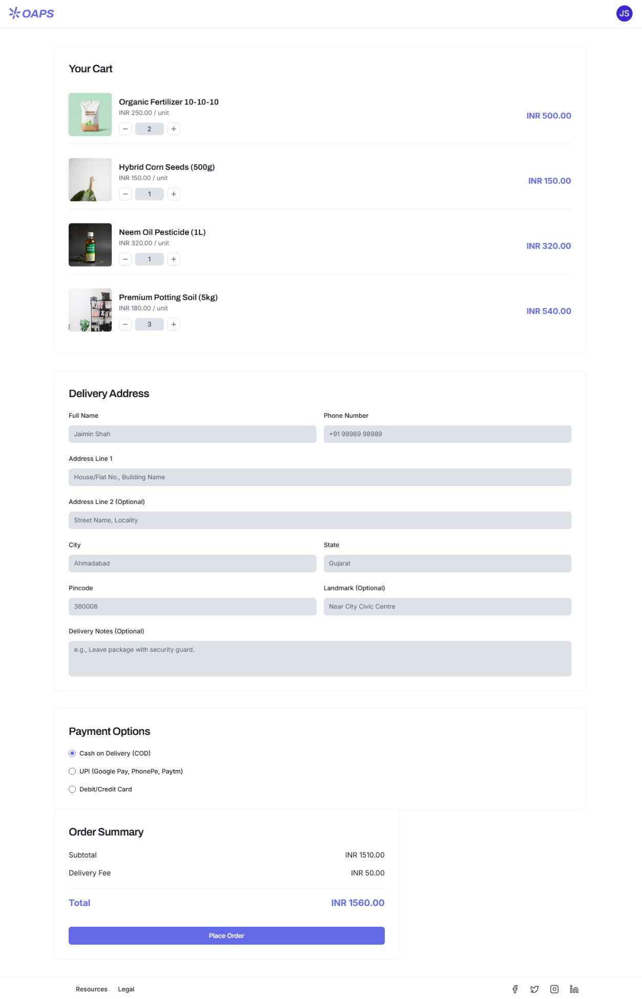 OAPS
JS
Your Cart
ORGANIC
FERTILIZER
Organic Fertilizer 10-10-10
INR 250.00 / unit
2
INR 500.00
Hybrid Corn Seeds (500g)
INR 150.00 / unit
1
INR 150.00
Neem Oil Pesticide (1L)
INR 320.00 / unit
1
INR 320.00
Premium Potting Soil (5kg)
INR 180.00 / unit
3
INR 540.00
Delivery Address
Full Name
Phone Number
Jaimin Shah
+91 98989 98989
Address Line 1
House/Flat No., Building Name
Address Line 2 (Optional)
Street Name, Locality
City
State
Ahmadabad
Gujarat
Pincode
Landmark (Optional)
380008
Near City Civic Centre
Delivery Notes (Optional)
e.g., Leave package with security guard.
Payment Options
Cash on Delivery (COD)
UPI (Google Pay, PhonePe, Paytm)
Debit/Credit Card
Order Summary
Subtotal
INR 1510.00
Delivery Fee
INR 50.00
Total
INR 1560.00
Place Order
Resources
Legal